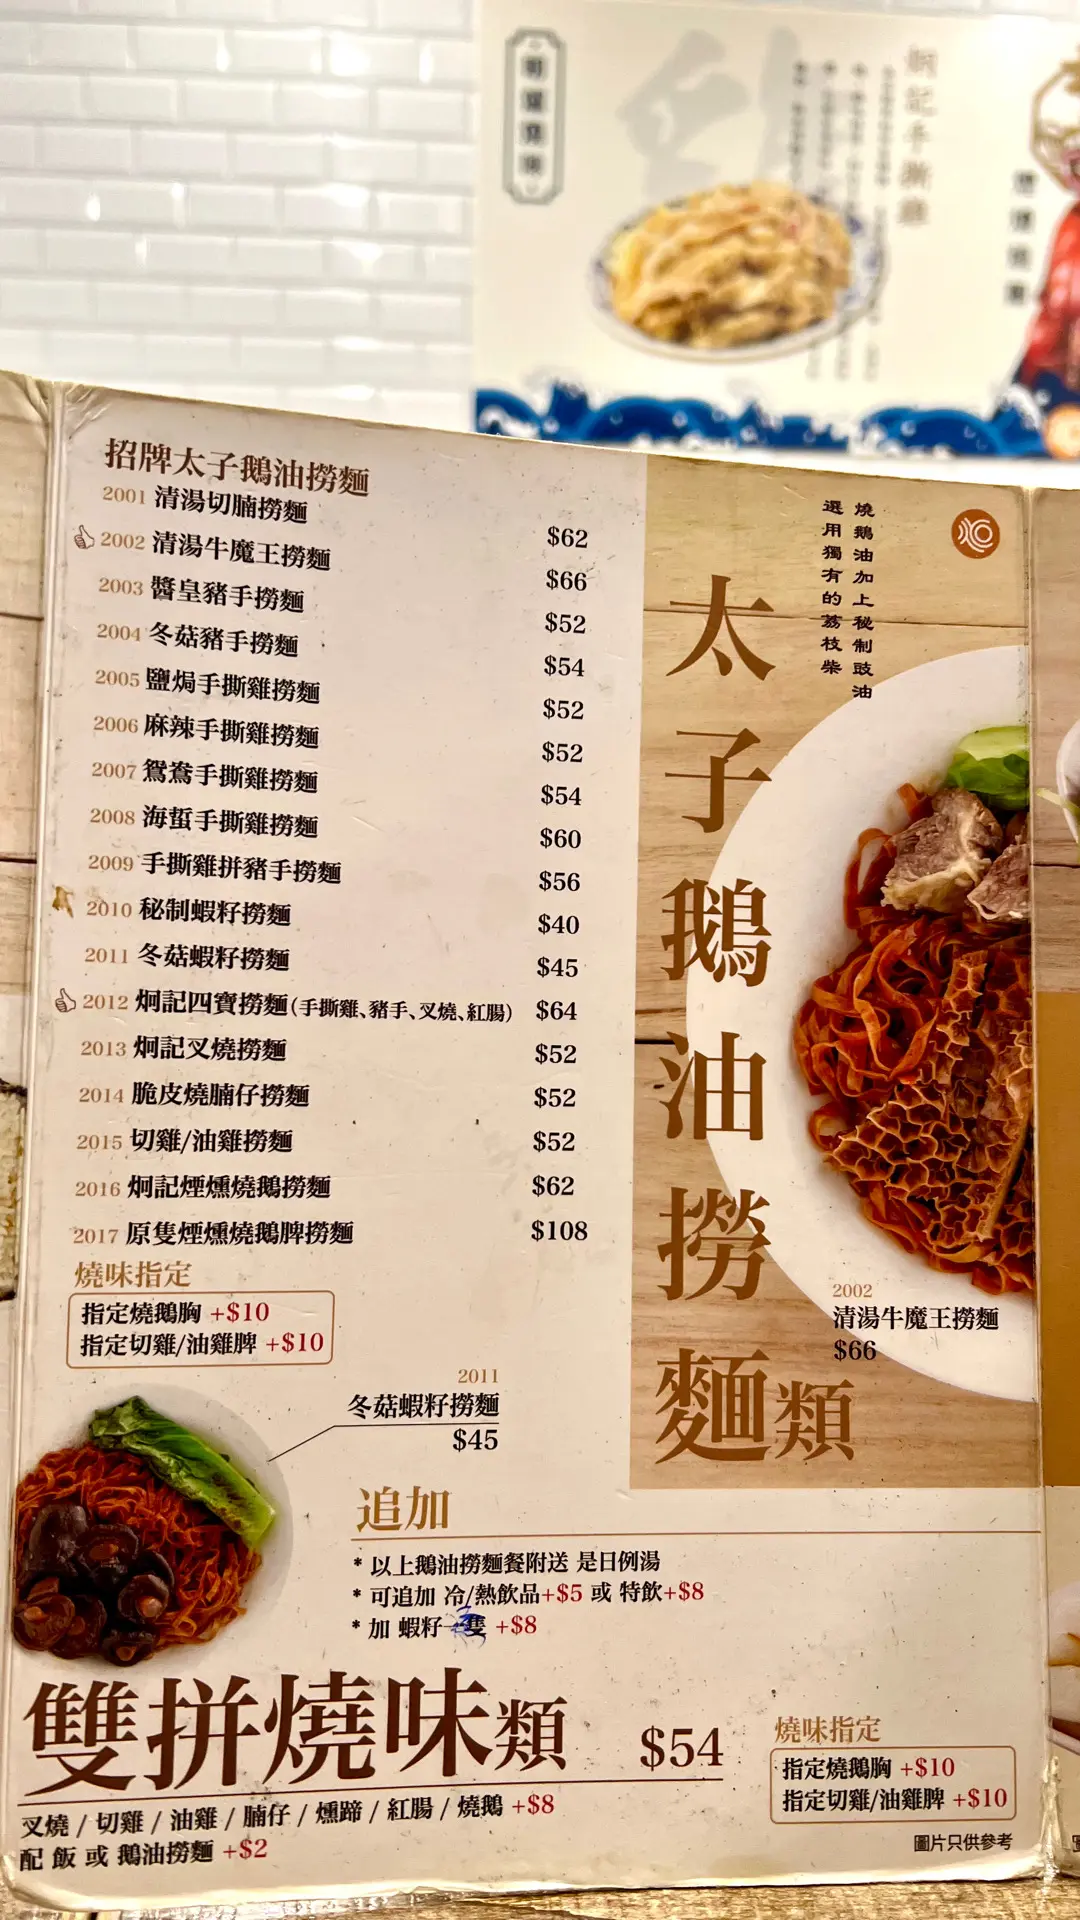 炯記手撕雞
招牌太子鵝油撈麵
2001 清湯切腩撈麵 $62
2002 清湯牛魔王撈麵 $66
2003 醬皇豬手撈麵 $52
2004 冬菇豬手撈麵 $54
2005 鹽焗手撕雞撈麵 $52
2006 麻辣手撕雞撈麵 $52
2007 鴛鴦手撕雞撈麵 $54
2008 海蜇手撕雞撈麵 $60
2009 手撕雞拼豬手撈麵 $56
2010 秘制蝦籽撈麵 $40
2011 冬菇蝦籽撈麵 $45
2012 炯記四寶撈麵(手撕雞、豬手、叉燒、紅腸) $64
2013 炯記叉燒撈麵 $52
2014 脆皮燒腩仔撈麵 $52
2015 切雞/油雞撈麵 $52
2016 炯記煙燻燒鵝撈麵 $62
2017 原隻煙燻燒鵝脾撈麵 $108
燒味指定
指定燒鵝胸 +$10
指定切雞/油雞脾 +$10
燒鵝油加上秘制豉油
選用獨有的荔枝柴
太子鵝油撈麵類
2002
清湯牛魔王撈麵
$66
2011
冬菇蝦籽撈麵
$45
追加
* 以上鵝油撈麵餐附送 是日例湯
* 可追加 冷/熱飲品+$5 或 特飲+$8
* 加 蝦籽 +$8
雙拼燒味類 $54
叉燒 / 切雞 / 油雞 / 腩仔 / 燻蹄 / 紅腸 / 燒鵝 +$8
配 飯 或 鵝油撈麵 +$2
燒味指定
指定燒鵝胸 +$10
指定切雞/油雞脾 +$10
圖片只供參考